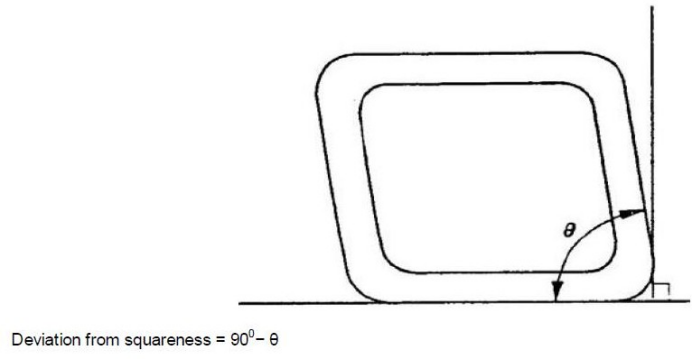 θ
Deviation from squareness = 90⁰− θ